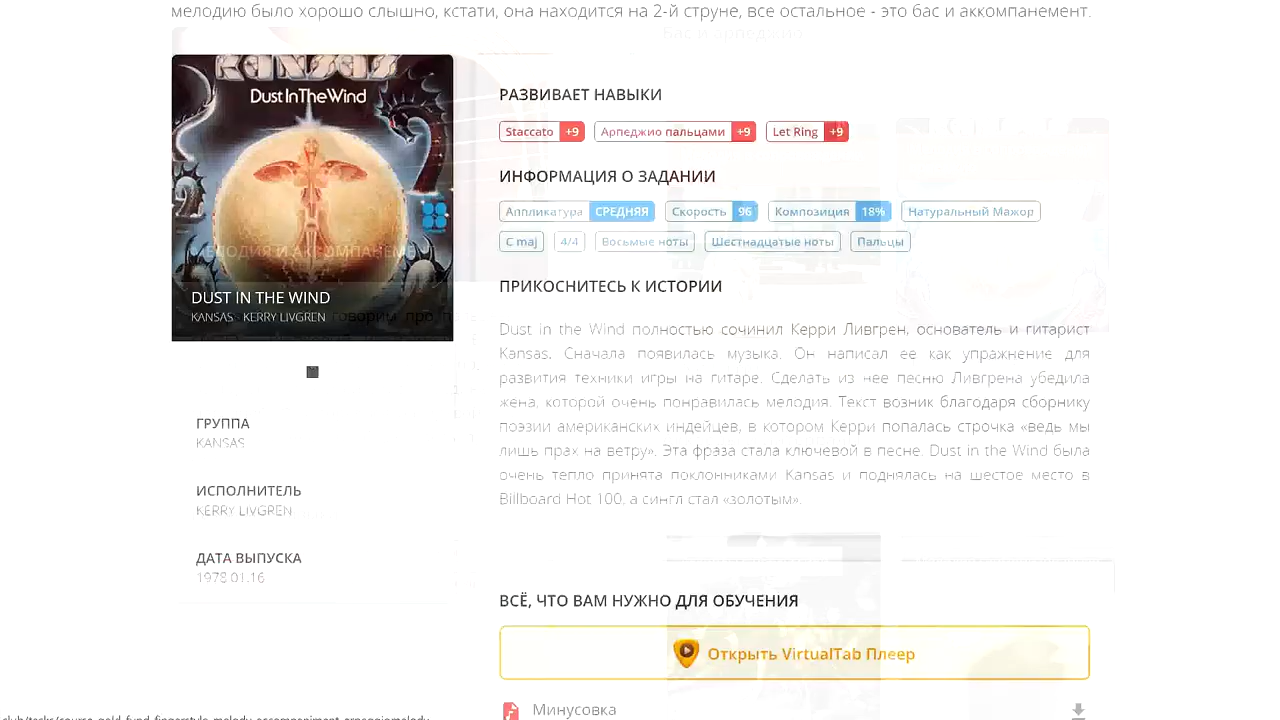 мелодию было хорошо слышно, кстати, она находится на 2-й струне, все остальное - это бас и аккомпанемент.
Бас и арпеджио
KANSAS
Dust In The Wind
МЕЛОДИЯ И АККОМПАНЕМЕНТ
DUST IN THE WIND
KANSAS - KERRY LIVGREN
говорим про
ГРУППА
KANSAS
ИСПОЛНИТЕЛЬ
KERRY LIVGREN
ДАТА ВЫПУСКА
1978.01.16
РАЗВИВАЕТ НАВЫКИ
Staccato +9 Арпеджио пальцами +9 Let Ring +9
ИНФОРМАЦИЯ О ЗАДАНИИ
Аппликатура СРЕДНЯЯ Скорость 96 Композиция 18% Натуральный Мажор
C maj 4/4 Восьмые ноты Шестнадцатые ноты Пальцы
ПРИКОСНИТЕСЬ К ИСТОРИИ
Dust in the Wind полностью сочинил Керри Ливгрен, основатель и гитарист
Kansas. Сначала появилась музыка. Он написал ее как упражнение для
развития техники игры на гитаре. Сделать из нее песню Ливгрена убедила
жена, которой очень понравилась мелодия. Текст возник благодаря сборнику
поэзии американских индейцев, в котором Керри попалась строчка «ведь мы
лишь прах на ветру». Эта фраза стала ключевой в песне. Dust in the Wind была
очень тепло принята поклонниками Kansas и поднялась на шестое место в
Billboard Hot 100, а сингл стал «золотым».
ВСЁ, ЧТО ВАМ НУЖНО ДЛЯ ОБУЧЕНИЯ
Открыть VirtualTab Плеер
Минусовка